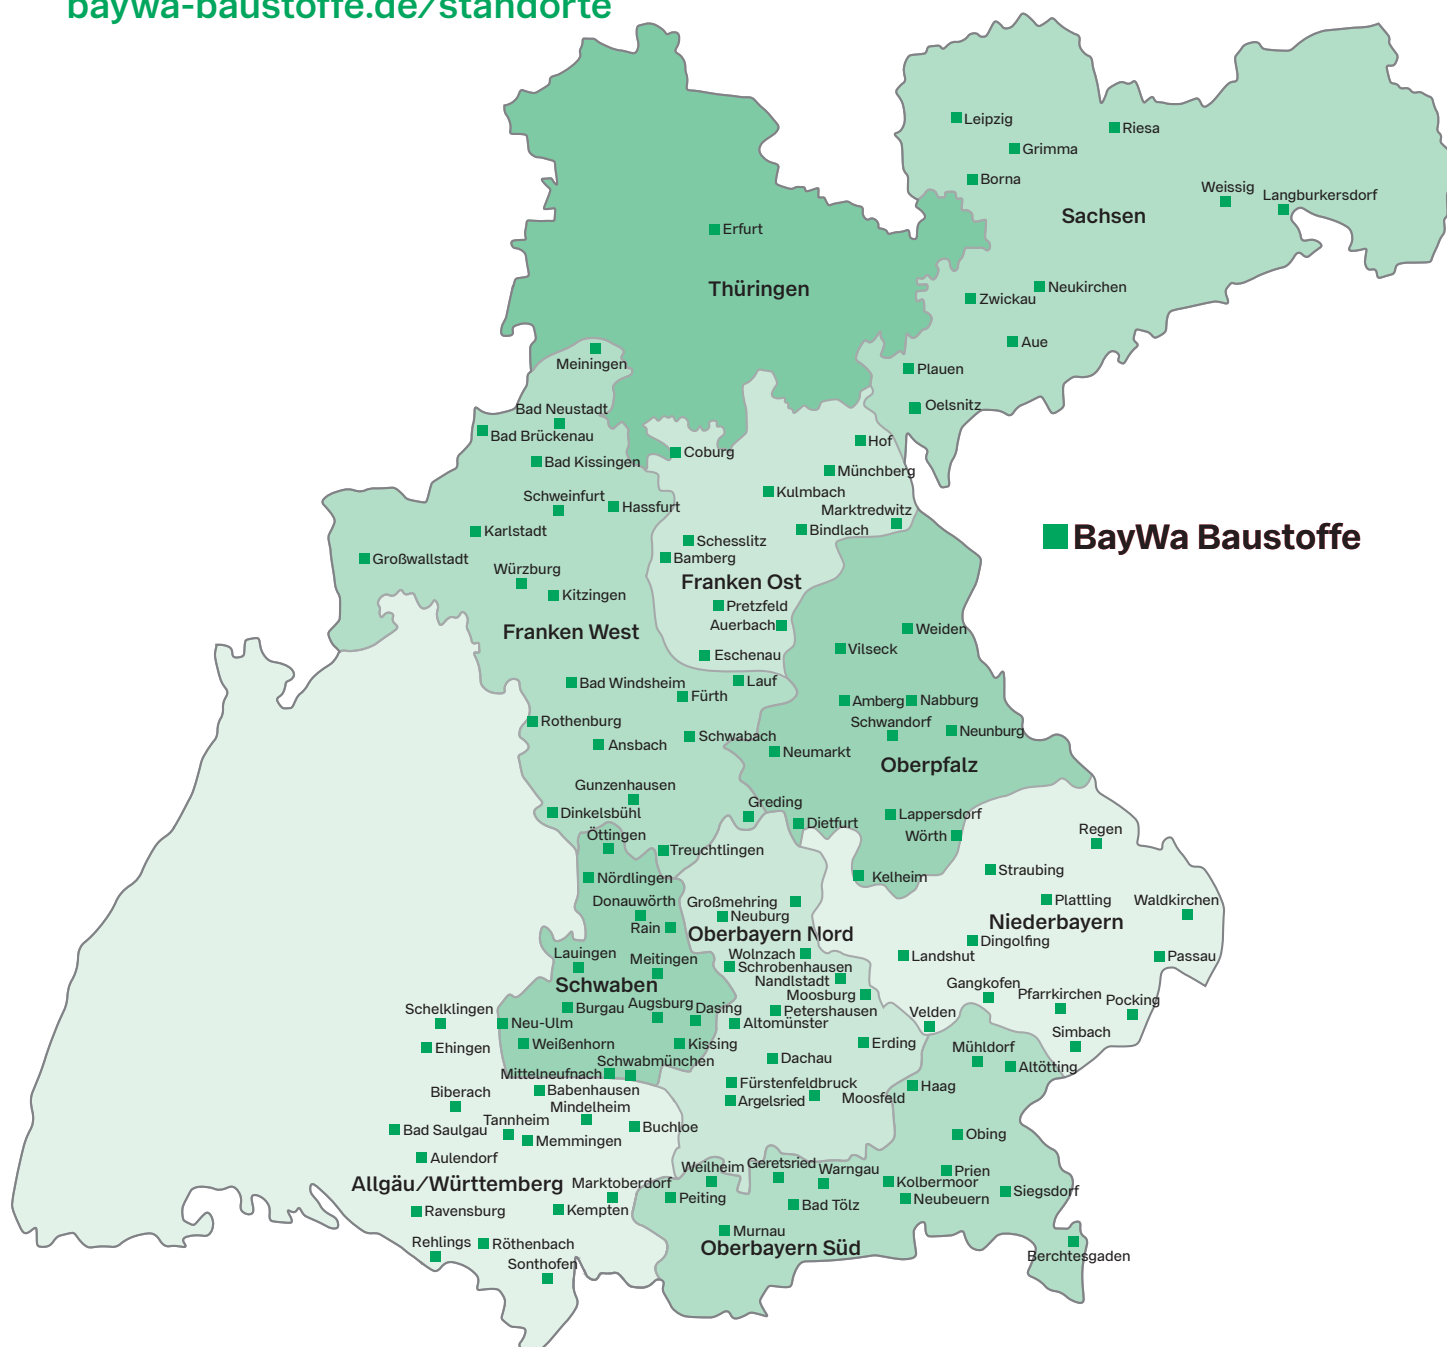 baywa-baustoffe.de/standorte
Leipzig
Riesa
Grimma
Borna
Weissig
Langburkersdorf
Sachsen
Erfurt
Thüringen
Neukirchen
Zwickau
Aue
Meiningen
Plauen
Oelsnitz
Bad Neustadt
Bad Brückenau
Hof
Coburg
Bad Kissingen
Münchberg
Kulmbach
Schweinfurt
Hassfurt
Marktredwitz
Karlstadt
Bindlach
BayWa Baustoffe
Schesslitz
Großwallstadt
Bamberg
Würzburg
Franken Ost
Kitzingen
Pretzfeld
Auerbach
Franken West
Weiden
Vilseck
Eschenau
Bad Windsheim
Lauf
Fürth
Amberg
Nabburg
Rothenburg
Schwandorf
Neunburg
Schwabach
Ansbach
Neumarkt
Oberpfalz
Gunzenhausen
Greding
Dinkelsbühl
Lappersdorf
Dietfurt
Öttingen
Wörth
Regen
Treuchtlingen
Straubing
Nördlingen
Kelheim
Donauwörth
Großmehring
Plattling
Waldkirchen
Neuburg
Niederbayern
Rain
Oberbayern Nord
Dingolfing
Lauingen
Meitingen
Wolnzach
Landshut
Passau
Schrobenhausen
Schwaben
Nandlstadt
Gangkofen
Moosburg
Pfarrkirchen
Pocking
Schelklingen
Burgau
Augsburg
Dasing
Petershausen
Velden
Neu-Ulm
Altomünster
Simbach
Ehingen
Weißenhorn
Kissing
Erding
Mühldorf
Schwabmünchen
Dachau
Altötting
Mittelneufnach
Fürstenfeldbruck
Haag
Biberach
Babenhausen
Argelsried
Moosfeld
Mindelheim
Tannheim
Buchloe
Bad Saulgau
Memmingen
Obing
Aulendorf
Weilheim
Geretsried
Warngau
Prien
Allgäu/Württemberg
Marktoberdorf
Kolbermoor
Siegsdorf
Peiting
Neubeuern
Ravensburg
Kempten
Bad Tölz
Murnau
Rehlings
Röthenbach
Oberbayern Süd
Berchtesgaden
Sonthofen